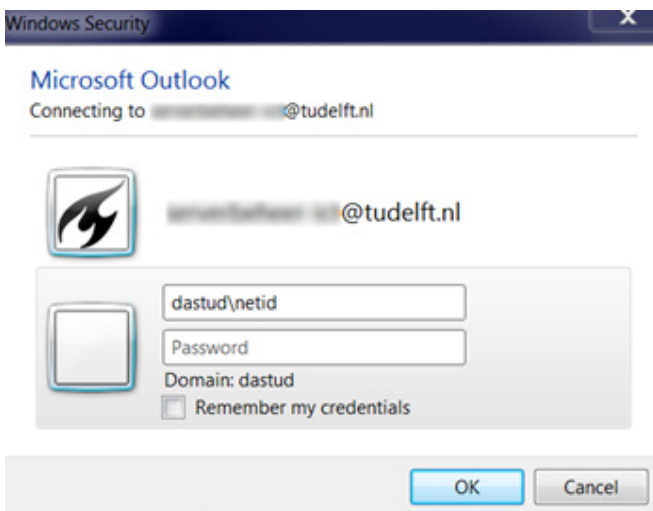 Windows Security
Microsoft Outlook
Connecting to @tudelft.nl
@tudelft.nl
dastud\netid
Password
Domain: dastud
Remember my credentials
OK
Cancel